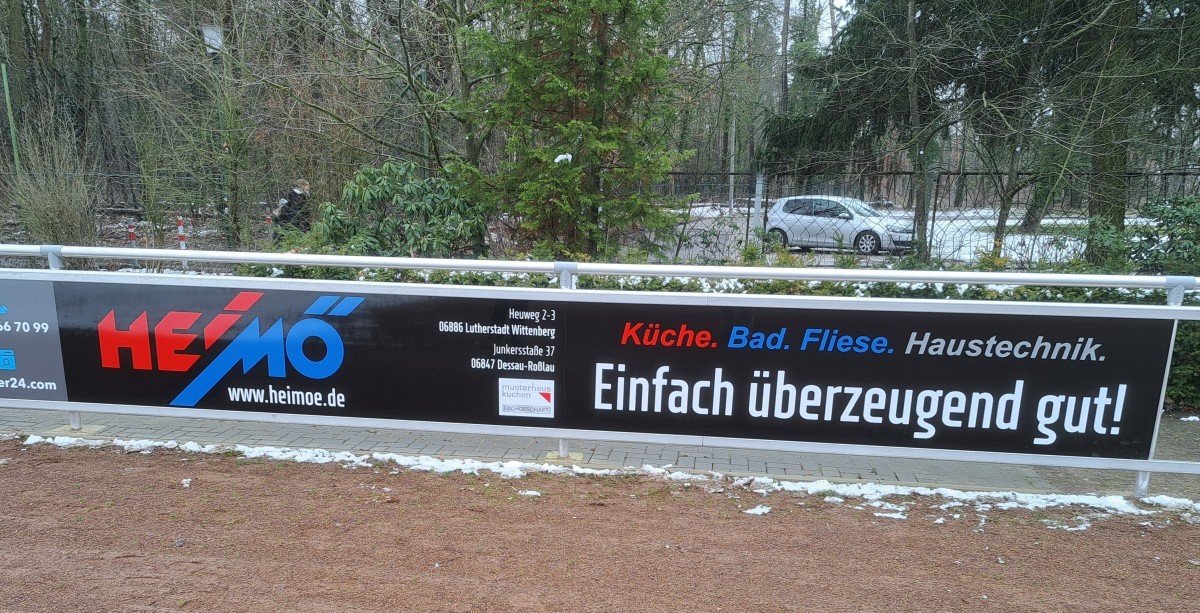 66 70 99
er24.com
HEIMÖ
www.heimoe.de
Heuweg 2-3
06886 Lutherstadt Wittenberg
Junkersstaße 37
06847 Dessau-Roßlau
musterhaus
küchen
FACHGESCHÄFT
Küche. Bad. Fliese. Haustechnik.
Einfach überzeugend gut!